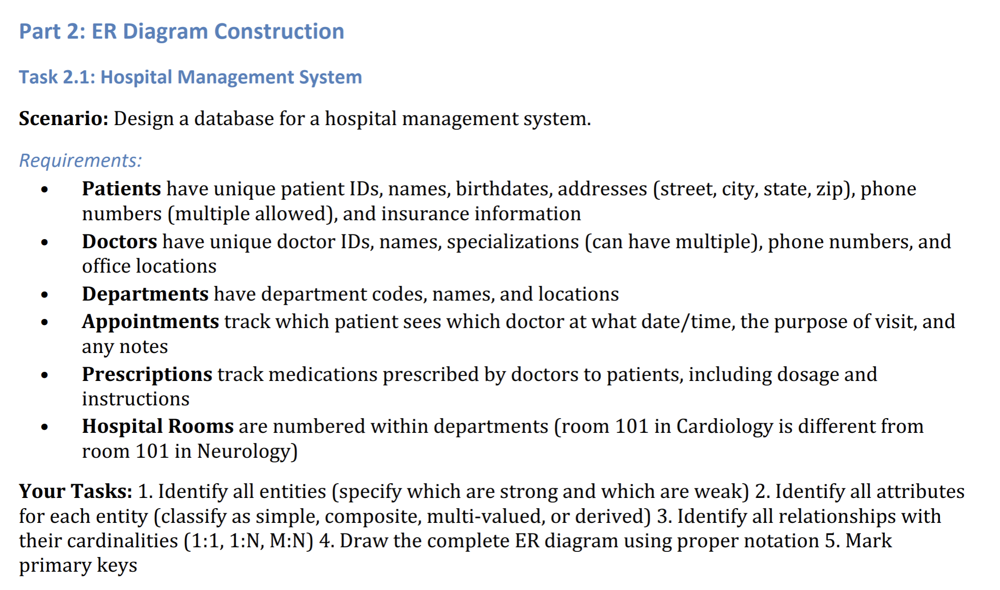 Part 2: ER Diagram Construction
Task 2.1: Hospital Management System
Scenario: Design a database for a hospital management system.
Requirements:
• Patients have unique patient IDs, names, birthdates, addresses (street, city, state, zip), phone
numbers (multiple allowed), and insurance information
• Doctors have unique doctor IDs, names, specializations (can have multiple), phone numbers, and
office locations
• Departments have department codes, names, and locations
• Appointments track which patient sees which doctor at what date/time, the purpose of visit, and
any notes
• Prescriptions track medications prescribed by doctors to patients, including dosage and
instructions
• Hospital Rooms are numbered within departments (room 101 in Cardiology is different from
room 101 in Neurology)
Your Tasks: 1. Identify all entities (specify which are strong and which are weak) 2. Identify all attributes
for each entity (classify as simple, composite, multi-valued, or derived) 3. Identify all relationships with
their cardinalities (1:1, 1:N, M:N) 4. Draw the complete ER diagram using proper notation 5. Mark
primary keys